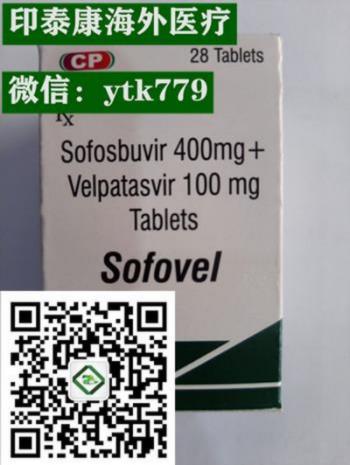 印泰康海外医疗
微信：ytk779
CP
28 Tablets
Rx
Sofosbuvir 400mg+
Velpatasvir 100 mg
Tablets
Sofovel